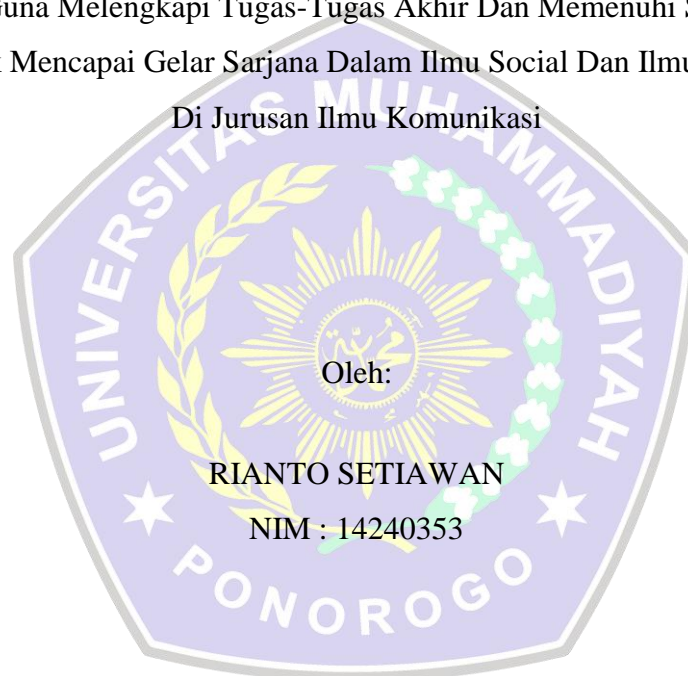 Guna Melengkapi Tugas-Tugas Akhir Dan Memenuhi
Mencapai Gelar Sarjana Dalam Ilmu Social Dan Ilmu
Di Jurusan Ilmu Komunikasi
UNIVERSITAS MUHAMMADIYAH
Oleh:
RIANTO SETIAWAN
NIM : 14240353
PONOROGO